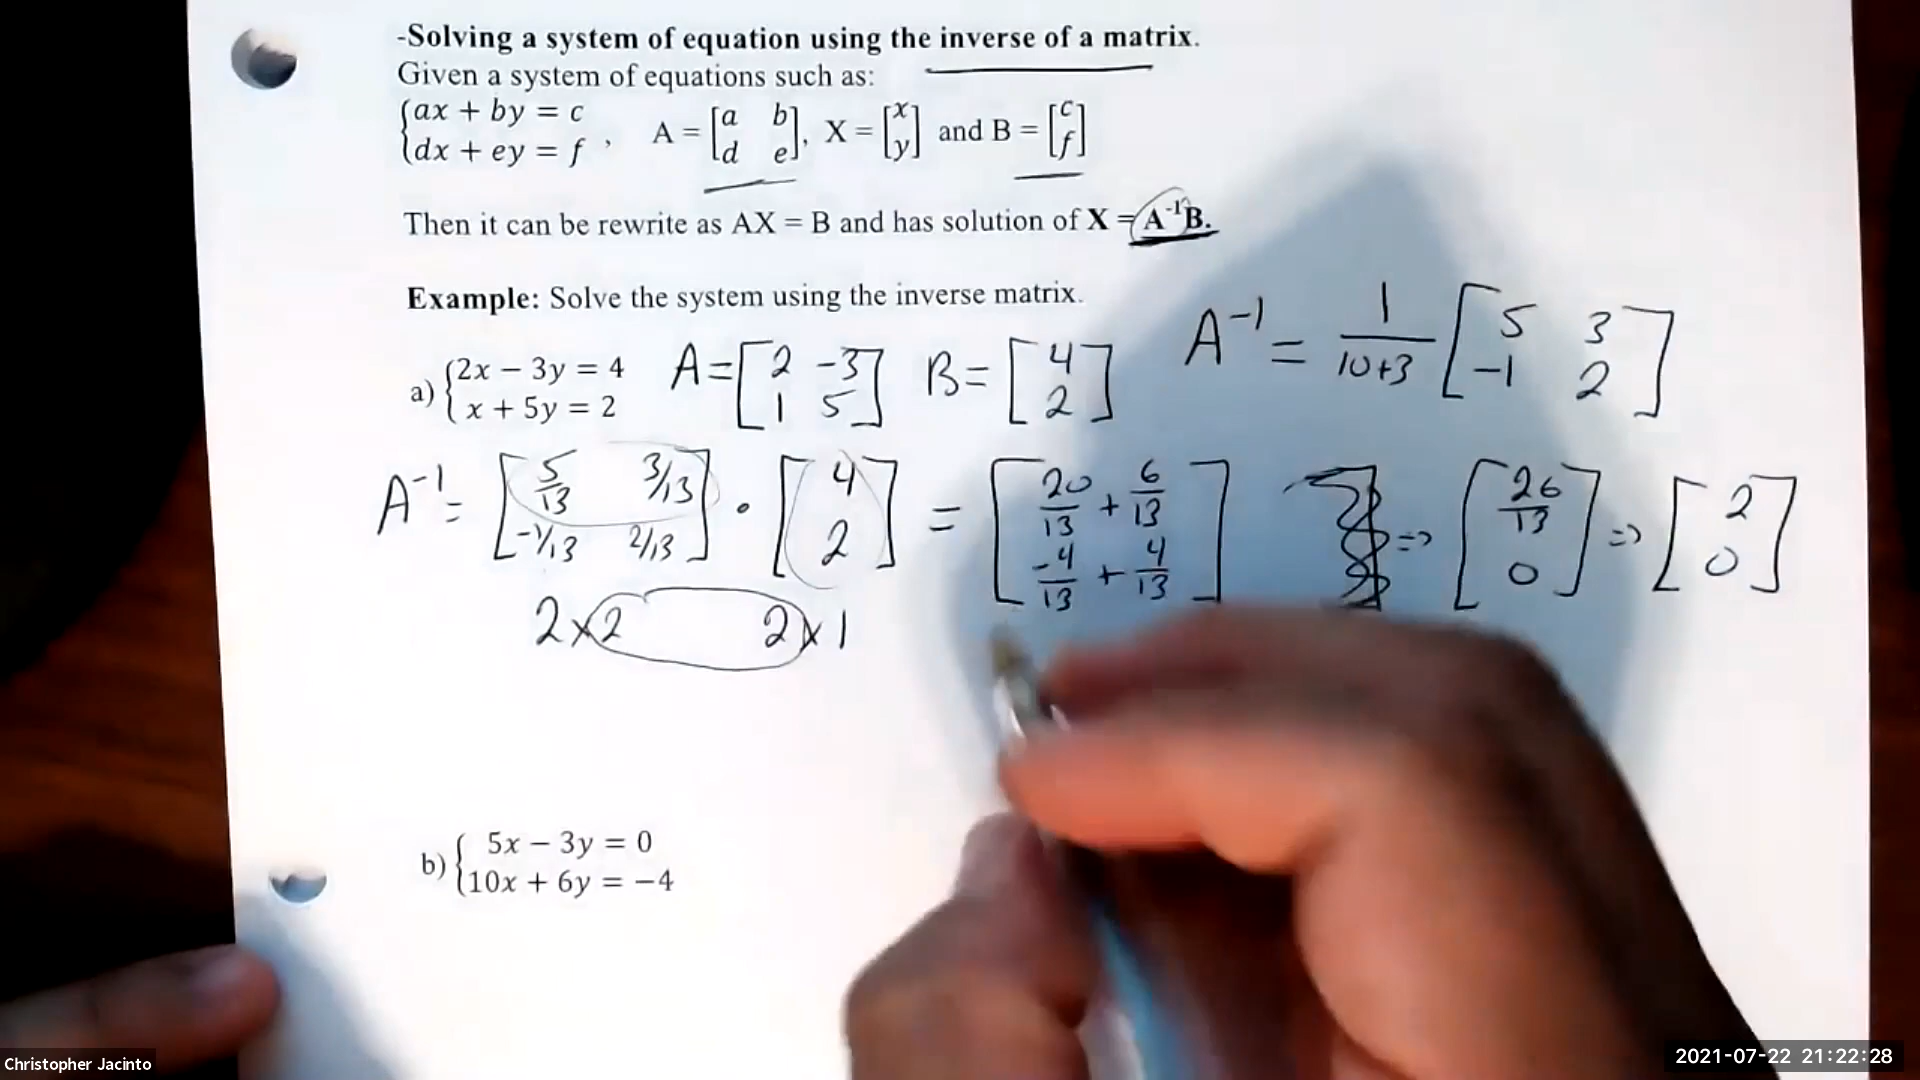 -Solving a system of equation using the inverse of a matrix.
Given a system of equations such as:
{ax + by = c
{dx + ey = f , A = [a b; d e], X = [x; y] and B = [c; f]
Then it can be rewrite as AX = B and has solution of X = A⁻¹B.
Example: Solve the system using the inverse matrix.
a) {2x − 3y = 4
{x + 5y = 2
A = [2 −3; 1 5] B = [4; 2] A⁻¹ = 1/(10+3) [5 3; −1 2]
A⁻¹ = [5/13 3/13; −1/13 2/13] · [4; 2] = [20/13 + 6/13; −4/13 + 4/13] => [26/13; 0] => [2; 0]
2×2 2×1
b) {5x − 3y = 0
{10x + 6y = −4
Christopher Jacinto
2021-07-22 21:22:28